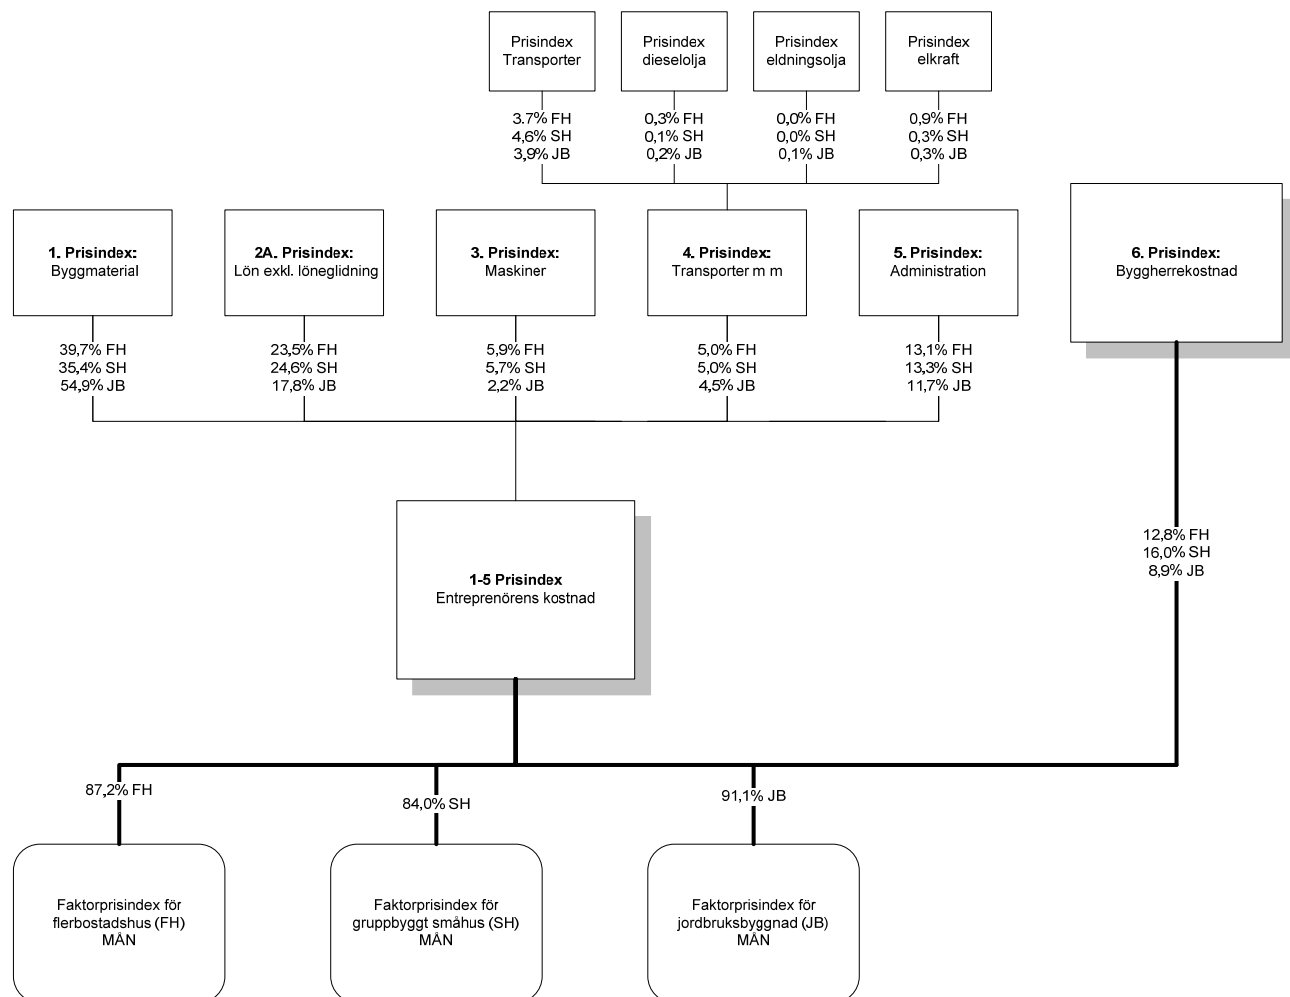 Prisindex
Transporter
Prisindex
dieselolja
Prisindex
eldningsolja
Prisindex
elkraft
3.7% FH
4,6% SH
3,9% JB
0,3% FH
0,1% SH
0,2% JB
0,0% FH
0,0% SH
0,1% JB
0,9% FH
0,3% SH
0,3% JB
1. Prisindex:
Byggmaterial
2A. Prisindex:
Lön exkl. löneglidning
3. Prisindex:
Maskiner
4. Prisindex:
Transporter m m
5. Prisindex:
Administration
6. Prisindex:
Byggherrekostnad
39,7% FH
35,4% SH
54,9% JB
23,5% FH
24,6% SH
17,8% JB
5,9% FH
5,7% SH
2,2% JB
5,0% FH
5,0% SH
4,5% JB
13,1% FH
13,3% SH
11,7% JB
12,8% FH
16,0% SH
8,9% JB
1-5 Prisindex
Entreprenörens kostnad
87,2% FH
84,0% SH
91,1% JB
Faktorprisindex för
flerbostadshus (FH)
MÅN
Faktorprisindex för
gruppbyggt småhus (SH)
MÅN
Faktorprisindex för
jordbruksbyggnad (JB)
MÅN